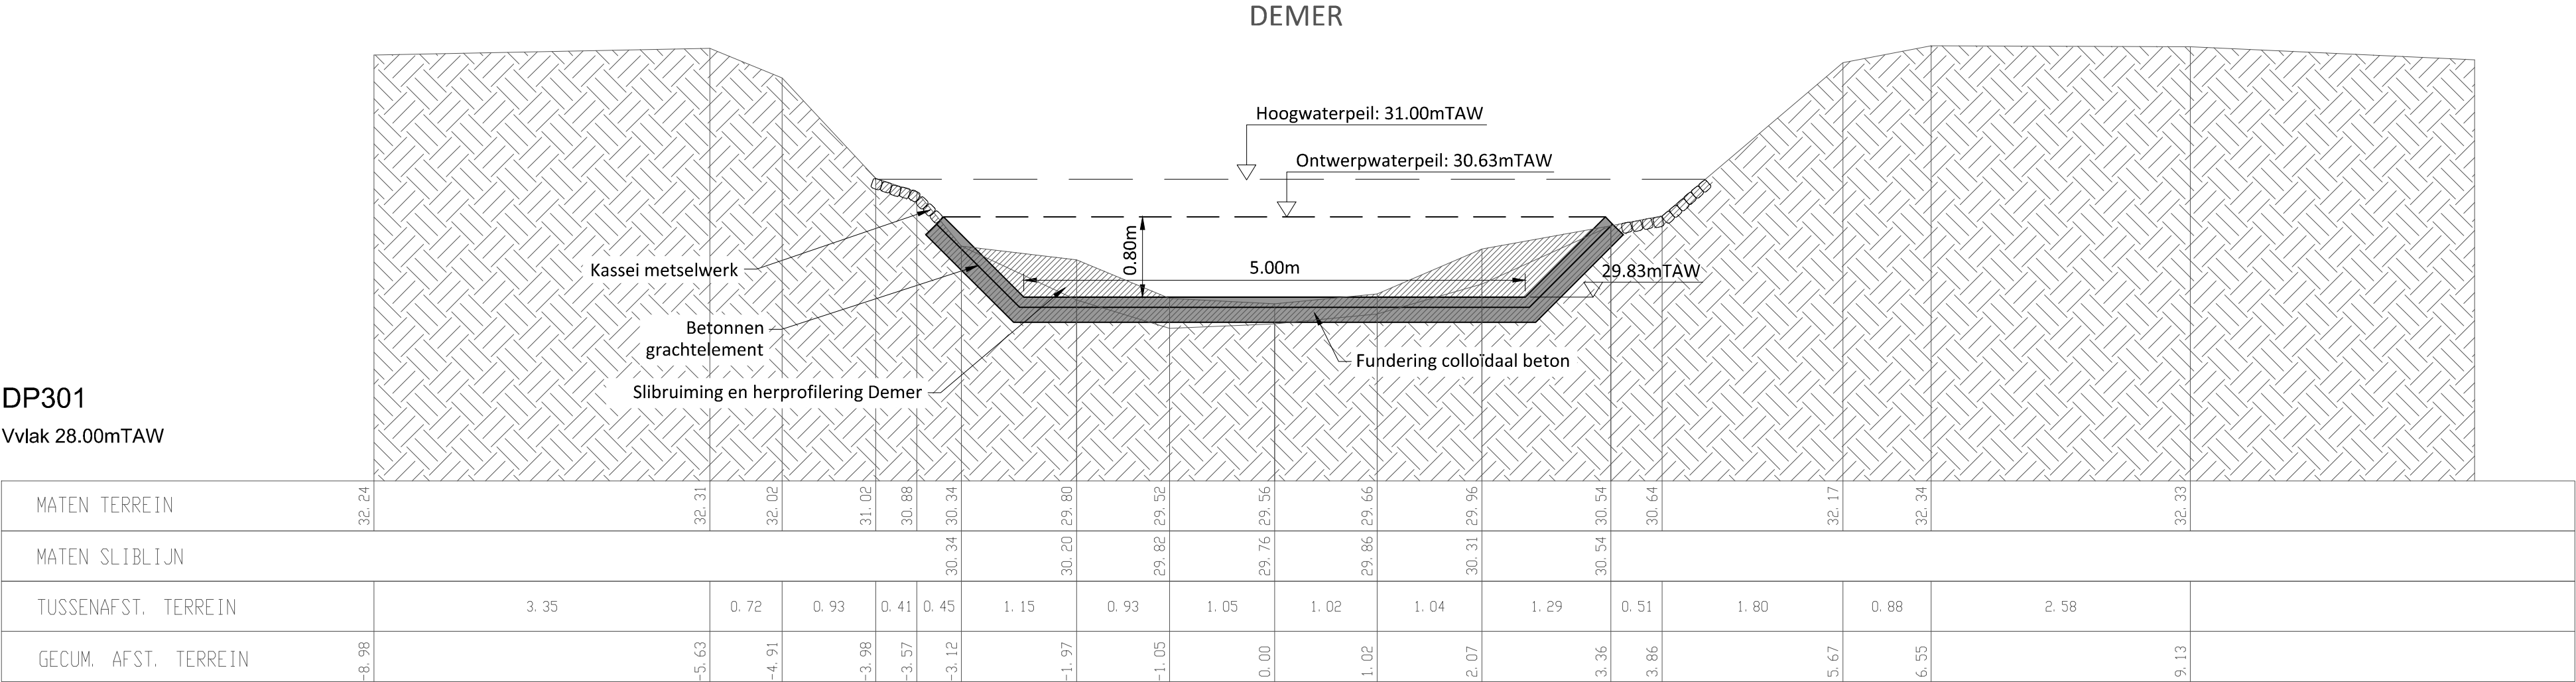 DEMER
Hoogwaterpeil: 31.00mTAW
Ontwerpwaterpeil: 30.63mTAW
0.80m
5.00m
29.83mTAW
Kassei metselwerk
Betonnen
grachtelement
Slibruiming en herprofilering Demer
Fundering colloïdaal beton
DP301
Vvlak 28.00mTAW
MATEN TERREIN 32.24 32.31 32.02 31.02 30.88 30.34 29.80 29.52 29.56 29.66 29.96 30.54 30.64 32.17 32.34 32.33
MATEN SLIBLIJN 30.34 30.20 29.82 29.76 29.86 30.31 30.54
TUSSENAFST. TERREIN 3.35 0.72 0.93 0.41 0.45 1.15 0.93 1.05 1.02 1.04 1.29 0.51 1.80 0.88 2.58
GECUM. AFST. TERREIN -8.98 -5.63 -4.91 -3.98 -3.57 -3.12 -1.97 -1.05 0.00 1.02 2.07 3.36 3.86 5.67 6.55 9.13